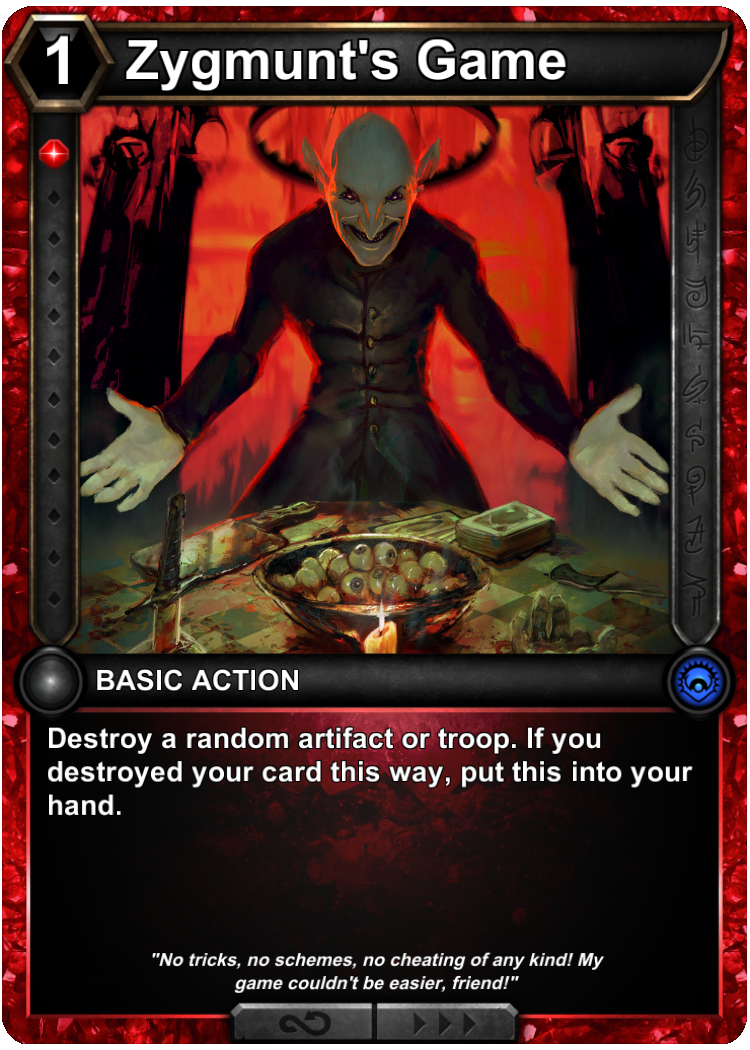 1 Zygmunt's Game
BASIC ACTION
Destroy a random artifact or troop. If you
destroyed your card this way, put this into your
hand.
"No tricks, no schemes, no cheating of any kind! My
game couldn't be easier, friend!"